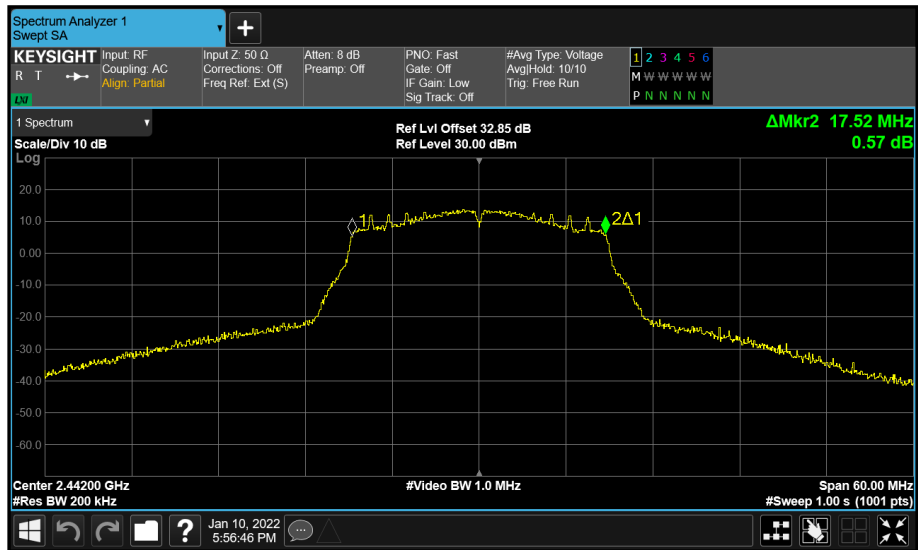 Spectrum Analyzer 1
Swept SA
KEYSIGHT
R T
LXI
Input: RF
Coupling: AC
Align: Partial
Input Z: 50 Ω
Corrections: Off
Freq Ref: Ext (S)
Atten: 8 dB
Preamp: Off
PNO: Fast
Gate: Off
IF Gain: Low
Sig Track: Off
#Avg Type: Voltage
Avg|Hold: 10/10
Trig: Free Run
1 2 3 4 5 6
M W W W W W
P N N N N N
1 Spectrum
Scale/Div 10 dB
Ref Lvl Offset 32.85 dB
Ref Level 30.00 dBm
ΔMkr2 17.52 MHz
0.57 dB
Log
20.0
10.0
0.00
-10.0
-20.0
-30.0
-40.0
-50.0
-60.0
1
2Δ1
Center 2.44200 GHz
#Res BW 200 kHz
#Video BW 1.0 MHz
Span 60.00 MHz
#Sweep 1.00 s (1001 pts)
?
Jan 10, 2022
5:56:46 PM